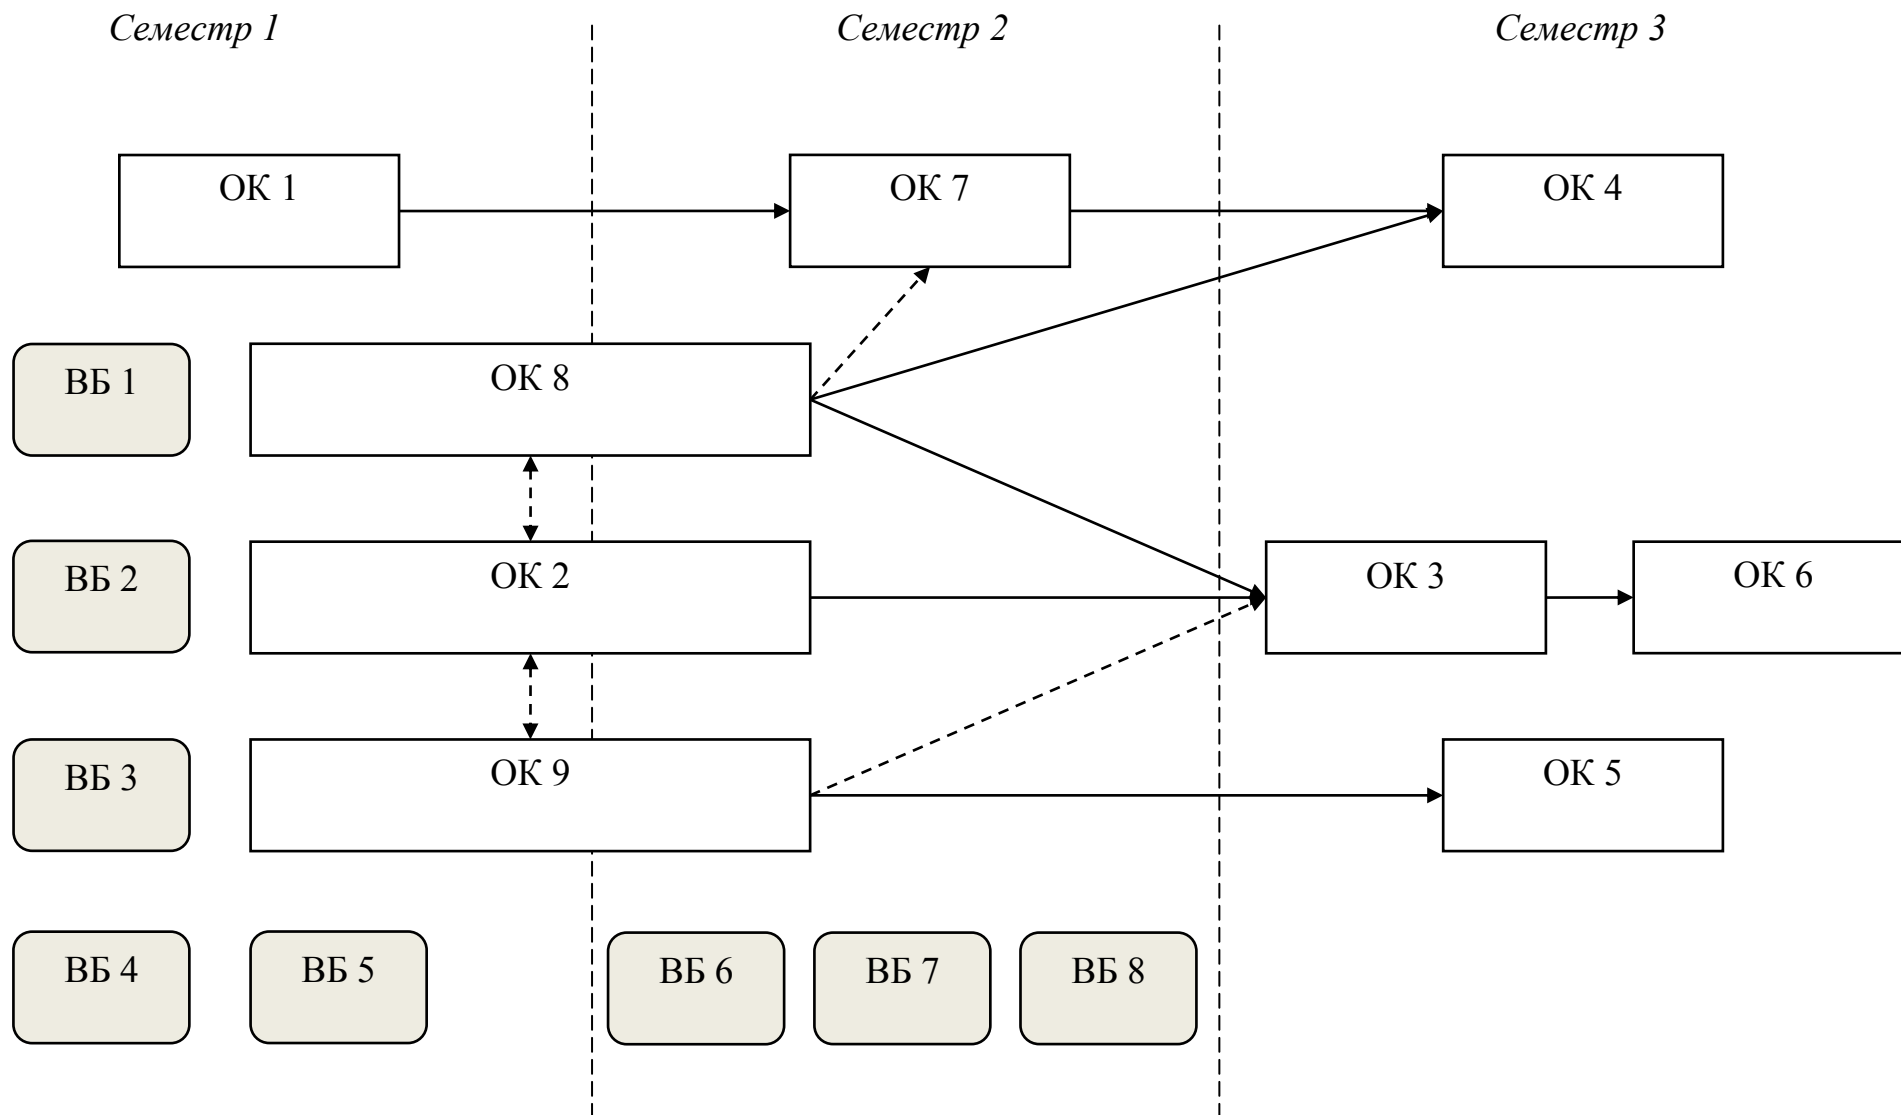 Семестр 1
Семестр 2
Семестр 3
ОК 1
ОК 7
ОК 4
ВБ 1
ОК 8
ВБ 2
ОК 2
ОК 3
ОК 6
ВБ 3
ОК 9
ОК 5
ВБ 4
ВБ 5
ВБ 6
ВБ 7
ВБ 8